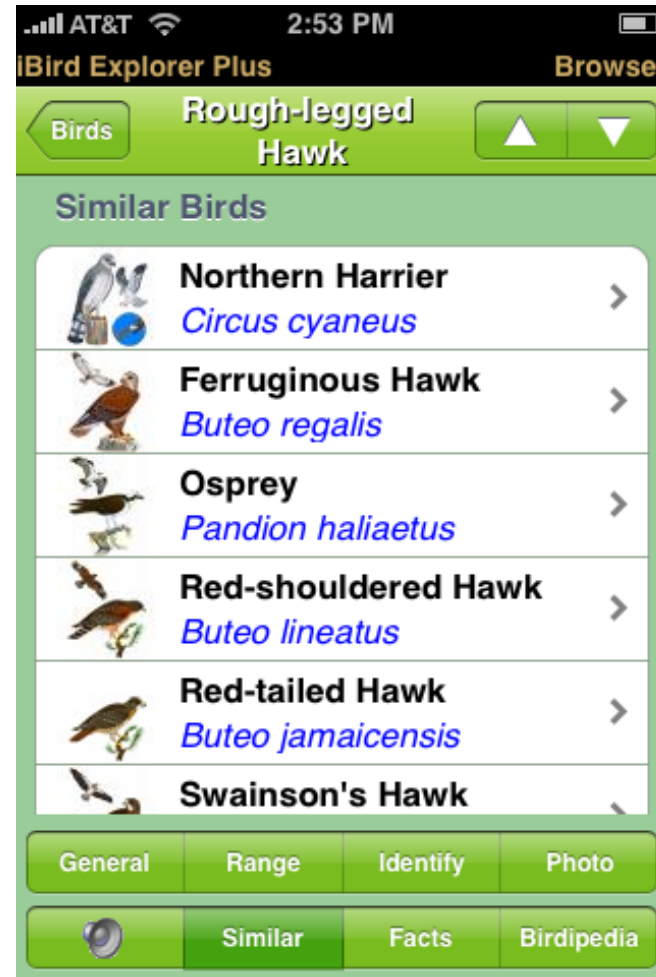 AT&T 2:53 PM
iBird Explorer Plus Browse
Birds
Rough-legged
Hawk
Similar Birds
Northern Harrier
Circus cyaneus
Ferruginous Hawk
Buteo regalis
Osprey
Pandion haliaetus
Red-shouldered Hawk
Buteo lineatus
Red-tailed Hawk
Buteo jamaicensis
Swainson's Hawk
General Range Identify Photo
Similar Facts Birdipedia